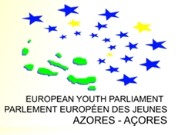 EUROPEAN YOUTH PARLIAMENT
PARLEMENT EUROPÉEN DES JEUNES
AZORES - AÇORES